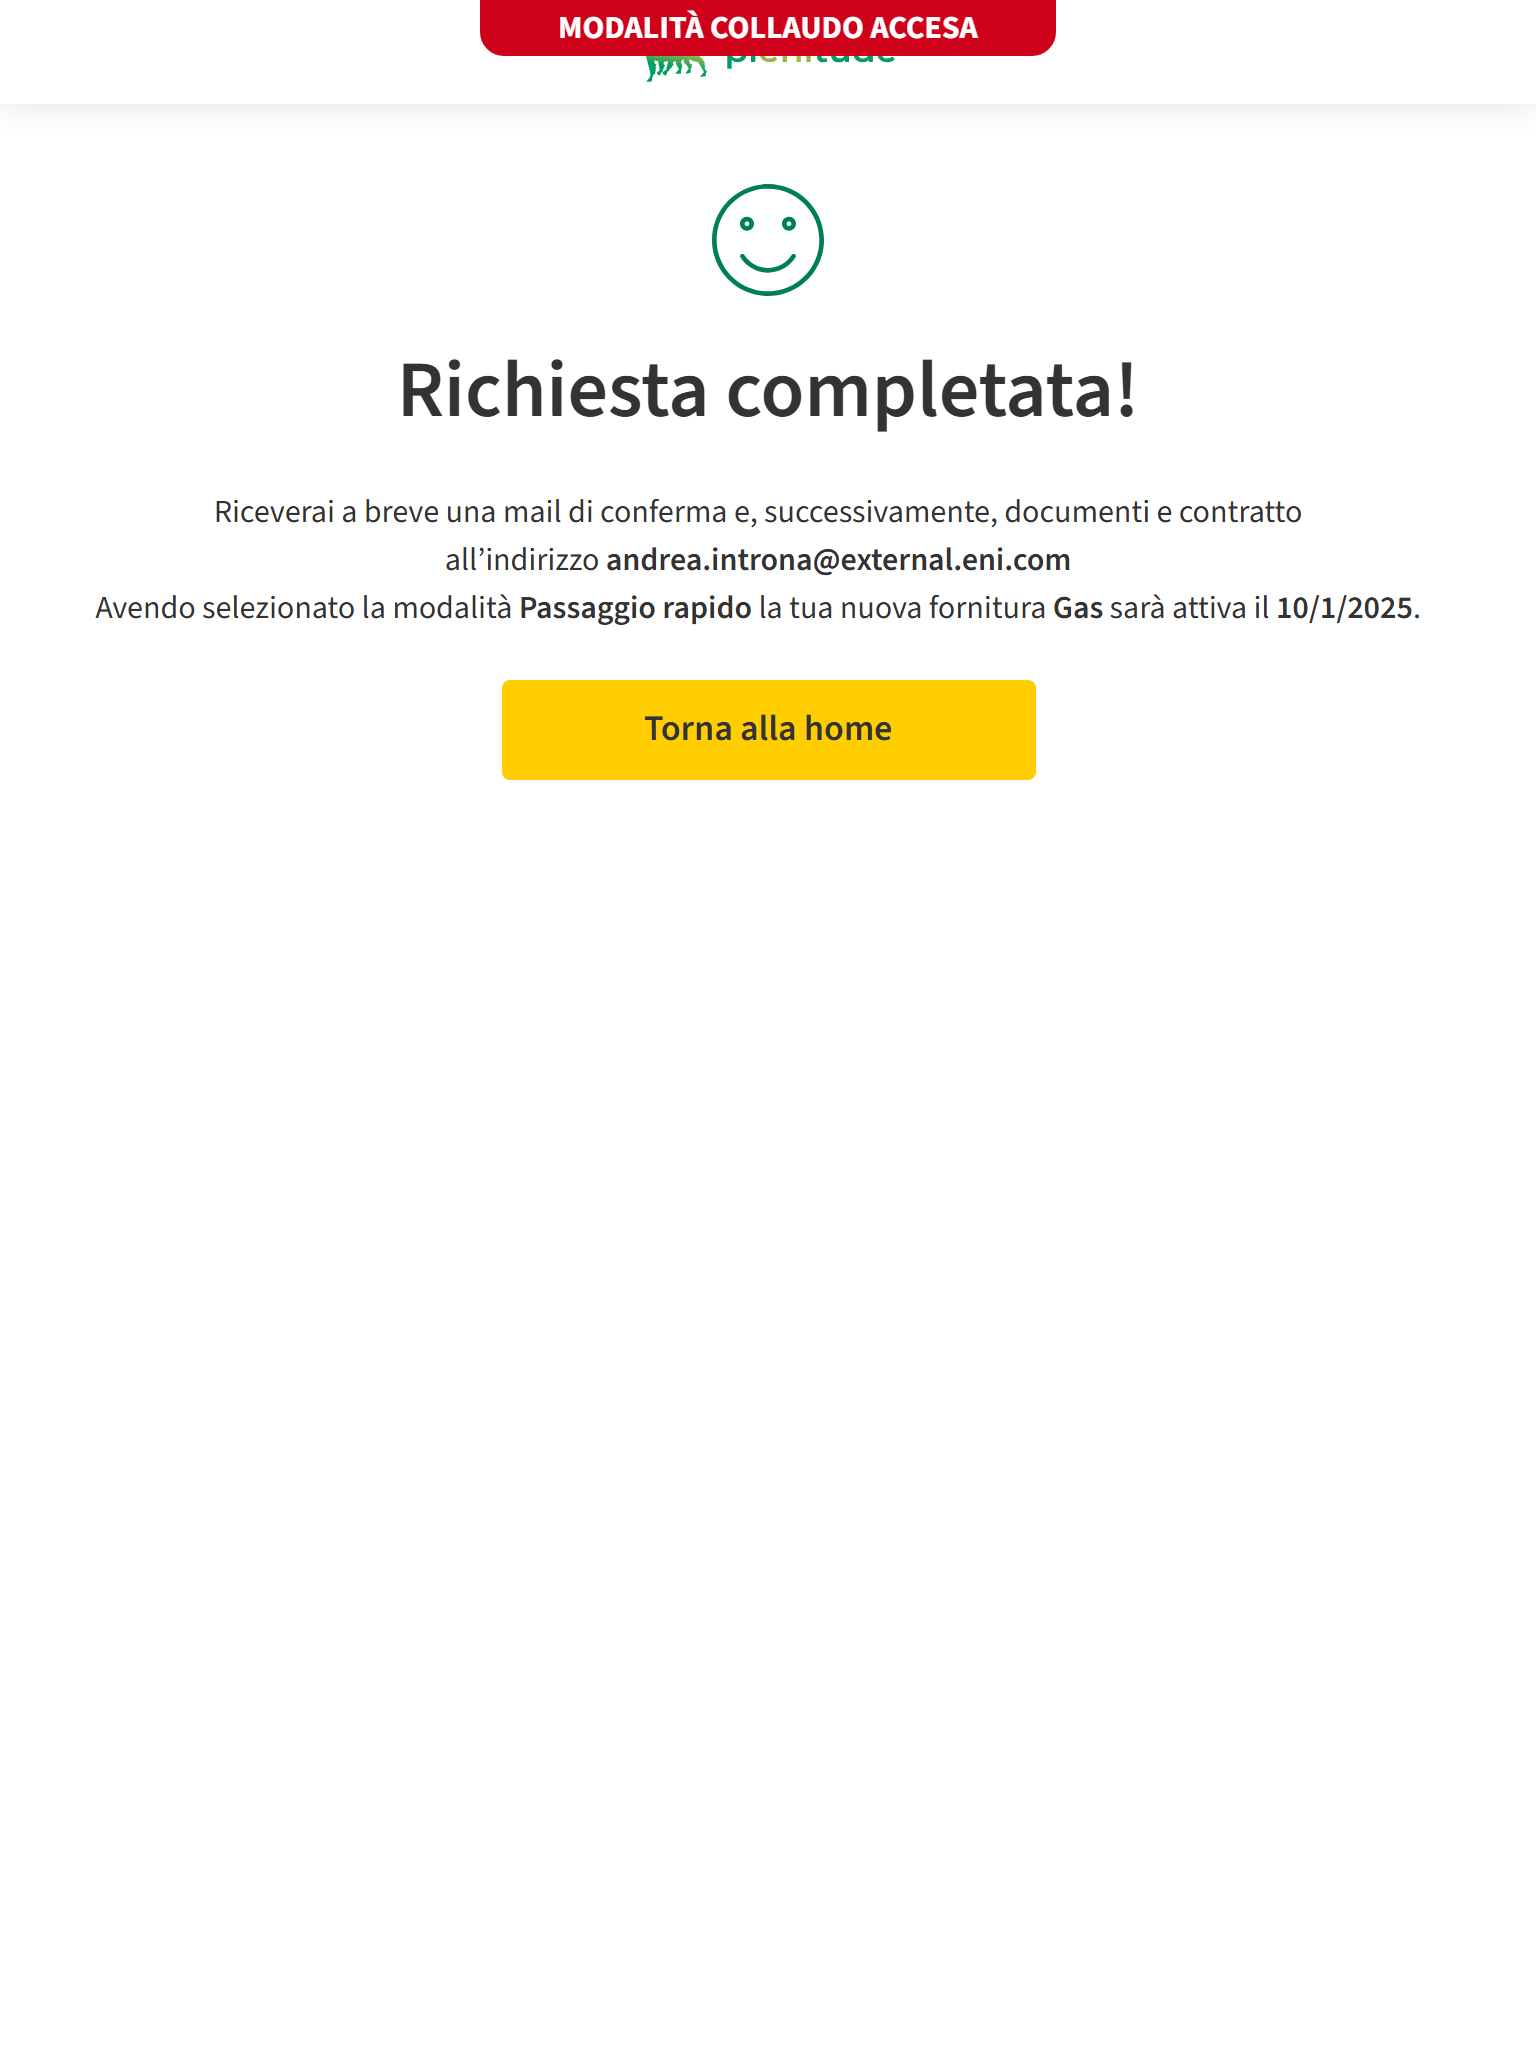 MODALITÀ COLLAUDO ACCESA
plenitude
Richiesta completata!
Riceverai a breve una mail di conferma e, successivamente, documenti e contratto
all’indirizzo andrea.introna@external.eni.com
Avendo selezionato la modalità Passaggio rapido la tua nuova fornitura Gas sarà attiva il 10/1/2025.
Torna alla home